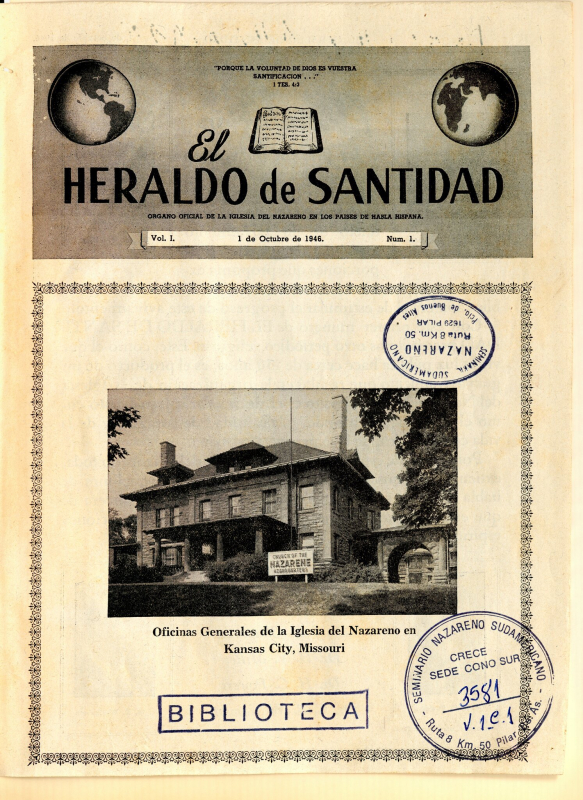 "PORQUE LA VOLUNTAD DE DIOS ES VUESTRA
SANTIFICACION . . ."
1 TES. 4:3
El
HERALDO de SANTIDAD
ORGANO OFICIAL DE LA IGLESIA DEL NAZARENO EN LOS PAISES DE HABLA HISPANA.
Vol. I. 1 de Octubre de 1946. Num. 1.
SEMINARIO SUDAMERICANO
NAZARENO
Ruta 8 Km. 50
1629 PILAR
Pcia. de Buenos Aires
CHURCH OF THE
NAZARENE
HEADQUARTERS
Oficinas Generales de la Iglesia del Nazareno en
Kansas City, Missouri
BIBLIOTECA
SEMINARIO NAZARENO SUDAMERICANO
CRECE
SEDE CONO SUR
3581
V.1 C.1
Ruta 8 Km. 50 Pilar Bs. As.